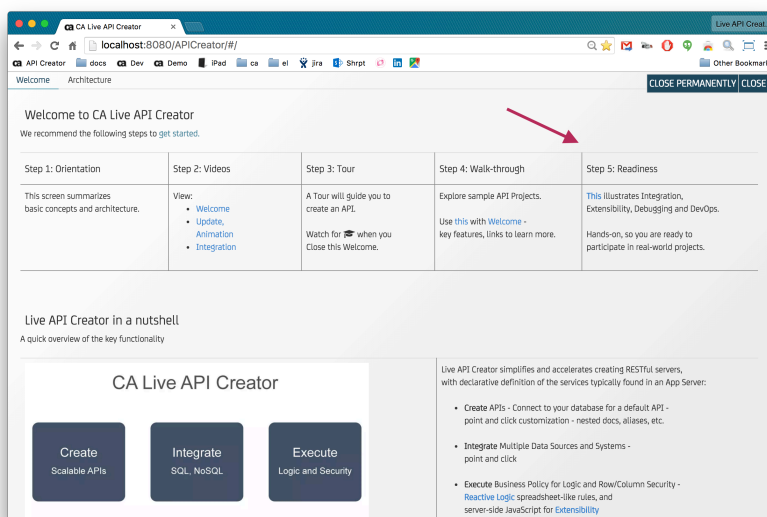 CA Live API Creator
Live API Creat
localhost:8080/APICreator/#/
API Creator docs Dev Demo iPad ca el jira Shrpt Other Bookmark
Welcome Architecture
CLOSE PERMANENTLY CLOSE
Welcome to CA Live API Creator
We recommend the following steps to get started.
Step 1: Orientation
This screen summarizes
basic concepts and architecture.
Step 2: Videos
View:
• Welcome
• Update,
Animation
• Integration
Step 3: Tour
A Tour will guide you to
create an API.
Watch for when you
Close this Welcome.
Step 4: Walk-through
Explore sample API Projects.
Use this with Welcome -
key features, links to learn more.
Step 5: Readiness
This illustrates Integration,
Extensibility, Debugging and DevOps.
Hands-on, so you are ready to
participate in real-world projects.
Live API Creator in a nutshell
A quick overview of the key functionality
CA Live API Creator
Create
Scalable APIs
Integrate
SQL, NoSQL
Execute
Logic and Security
Live API Creator simplifies and accelerates creating RESTful servers,
with declarative definition of the services typically found in an App Server:
• Create APIs - Connect to your database for a default API -
point and click customization - nested docs, aliases, etc.
• Integrate Multiple Data Sources and Systems -
point and click
• Execute Business Policy for Logic and Row/Column Security -
Reactive Logic spreadsheet-like rules, and
server-side JavaScript for Extensibility